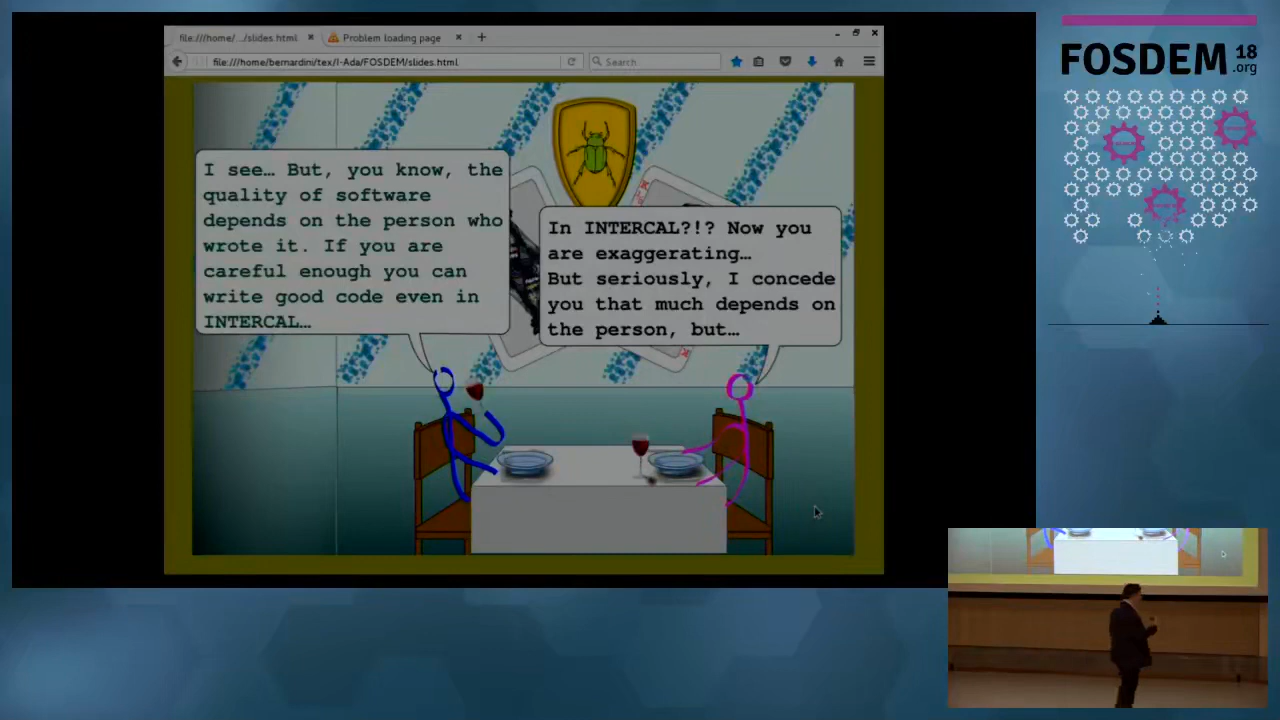 file:///home/ .../slides.html
Problem loading page
file:///home/bernardini/tex/I-Ada/FOSDEM/slides.html
Search
I see… But, you know, the
quality of software
depends on the person who
wrote it. If you are
careful enough you can
write good code even in
INTERCAL…
In INTERCAL?!? Now you
are exaggerating…
But seriously, I concede
you that much depends on
the person, but…
FOSDEM 18
.org